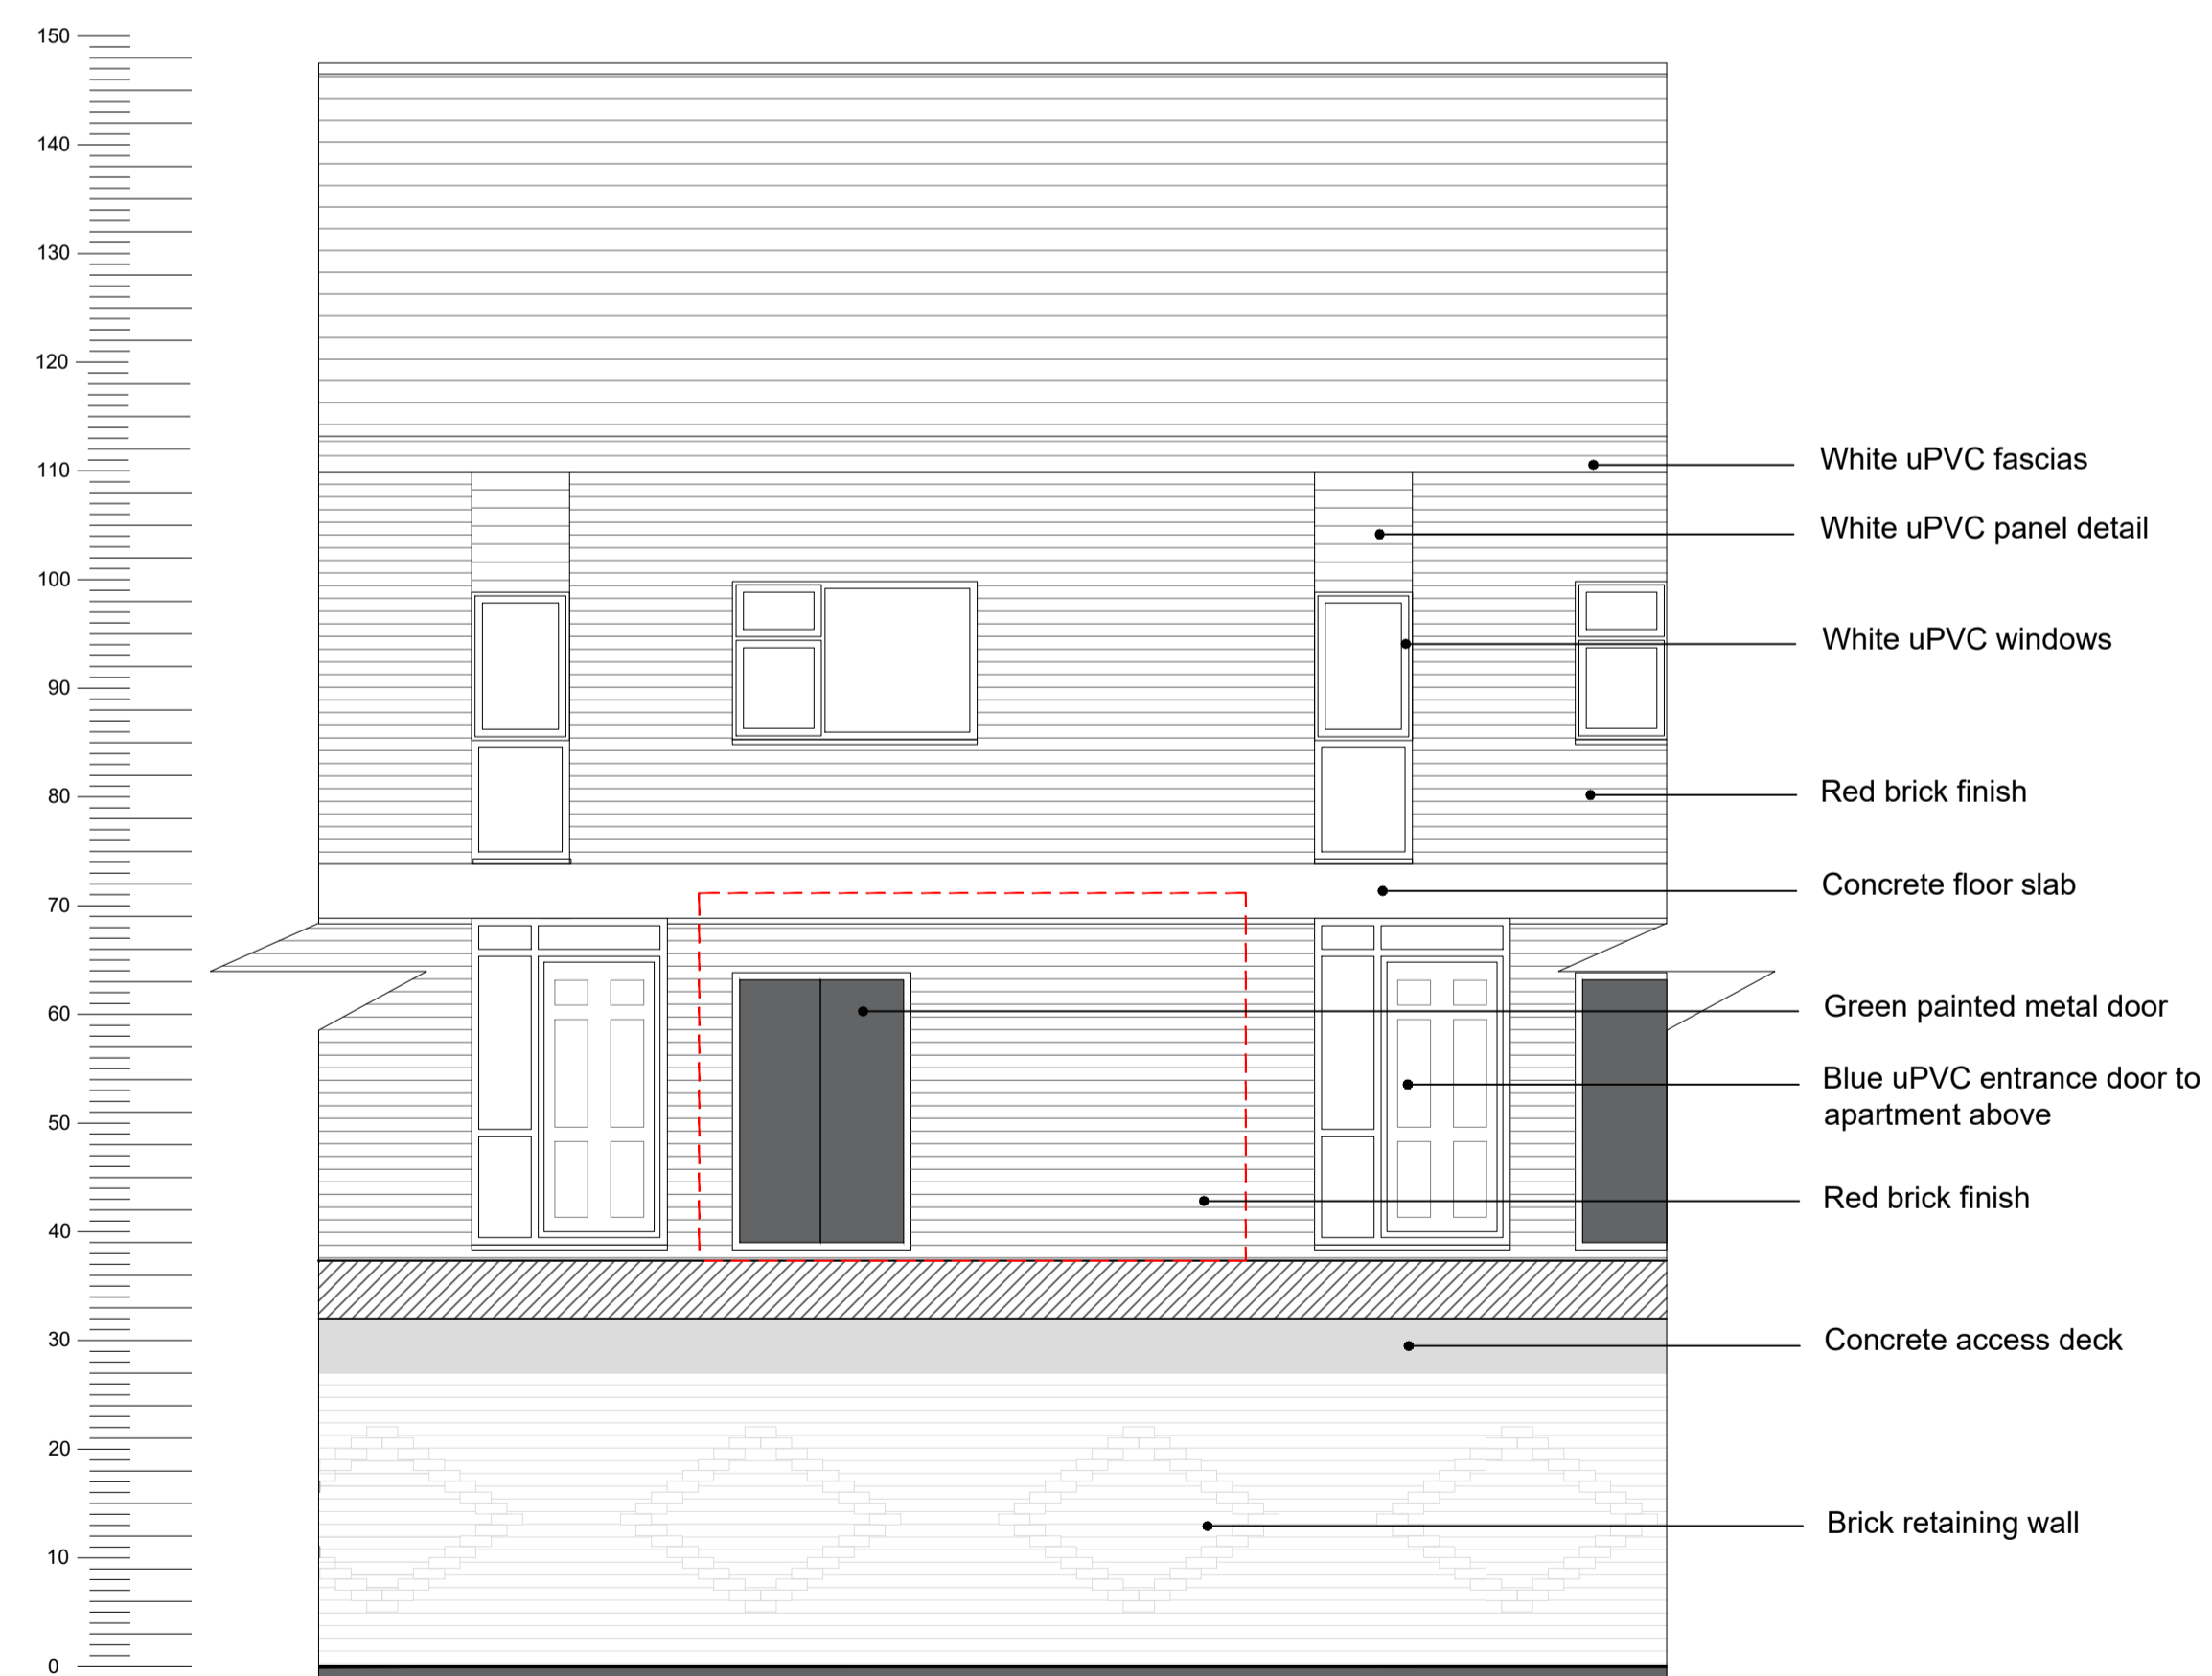 150
140
130
120
110
100
90
80
70
60
50
40
30
20
10
0
White uPVC fascias
White uPVC panel detail
White uPVC windows
Red brick finish
Concrete floor slab
Green painted metal door
Blue uPVC entrance door to
apartment above
Red brick finish
Concrete access deck
Brick retaining wall